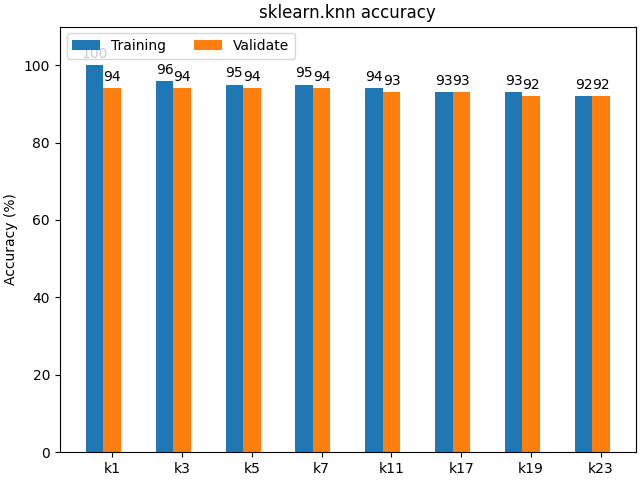 sklearn.knn accuracy
Training Validate
100 94 96 94 95 94 95 94 94 93 93 93 93 92 92 92
100
80
60
40
20
0
Accuracy (%)
k1 k3 k5 k7 k11 k17 k19 k23